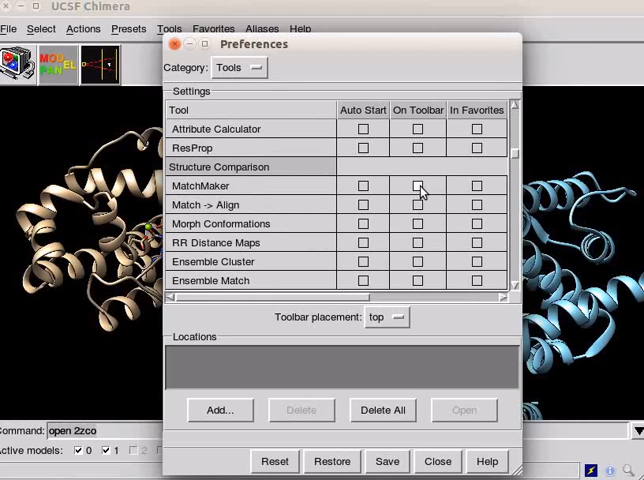 UCSF Chimera
File Select Actions Presets Tools Favorites Aliases Help
Preferences
Category: Tools
Settings
Tool Auto Start On Toolbar In Favorites
Attribute Calculator
ResProp
Structure Comparison
MatchMaker
Match -> Align
Morph Conformations
RR Distance Maps
Ensemble Cluster
Ensemble Match
Toolbar placement: top
Locations
Add... Delete Delete All Open
Command: open 2zco
Active models: 0 1 2
Reset Restore Save Close Help